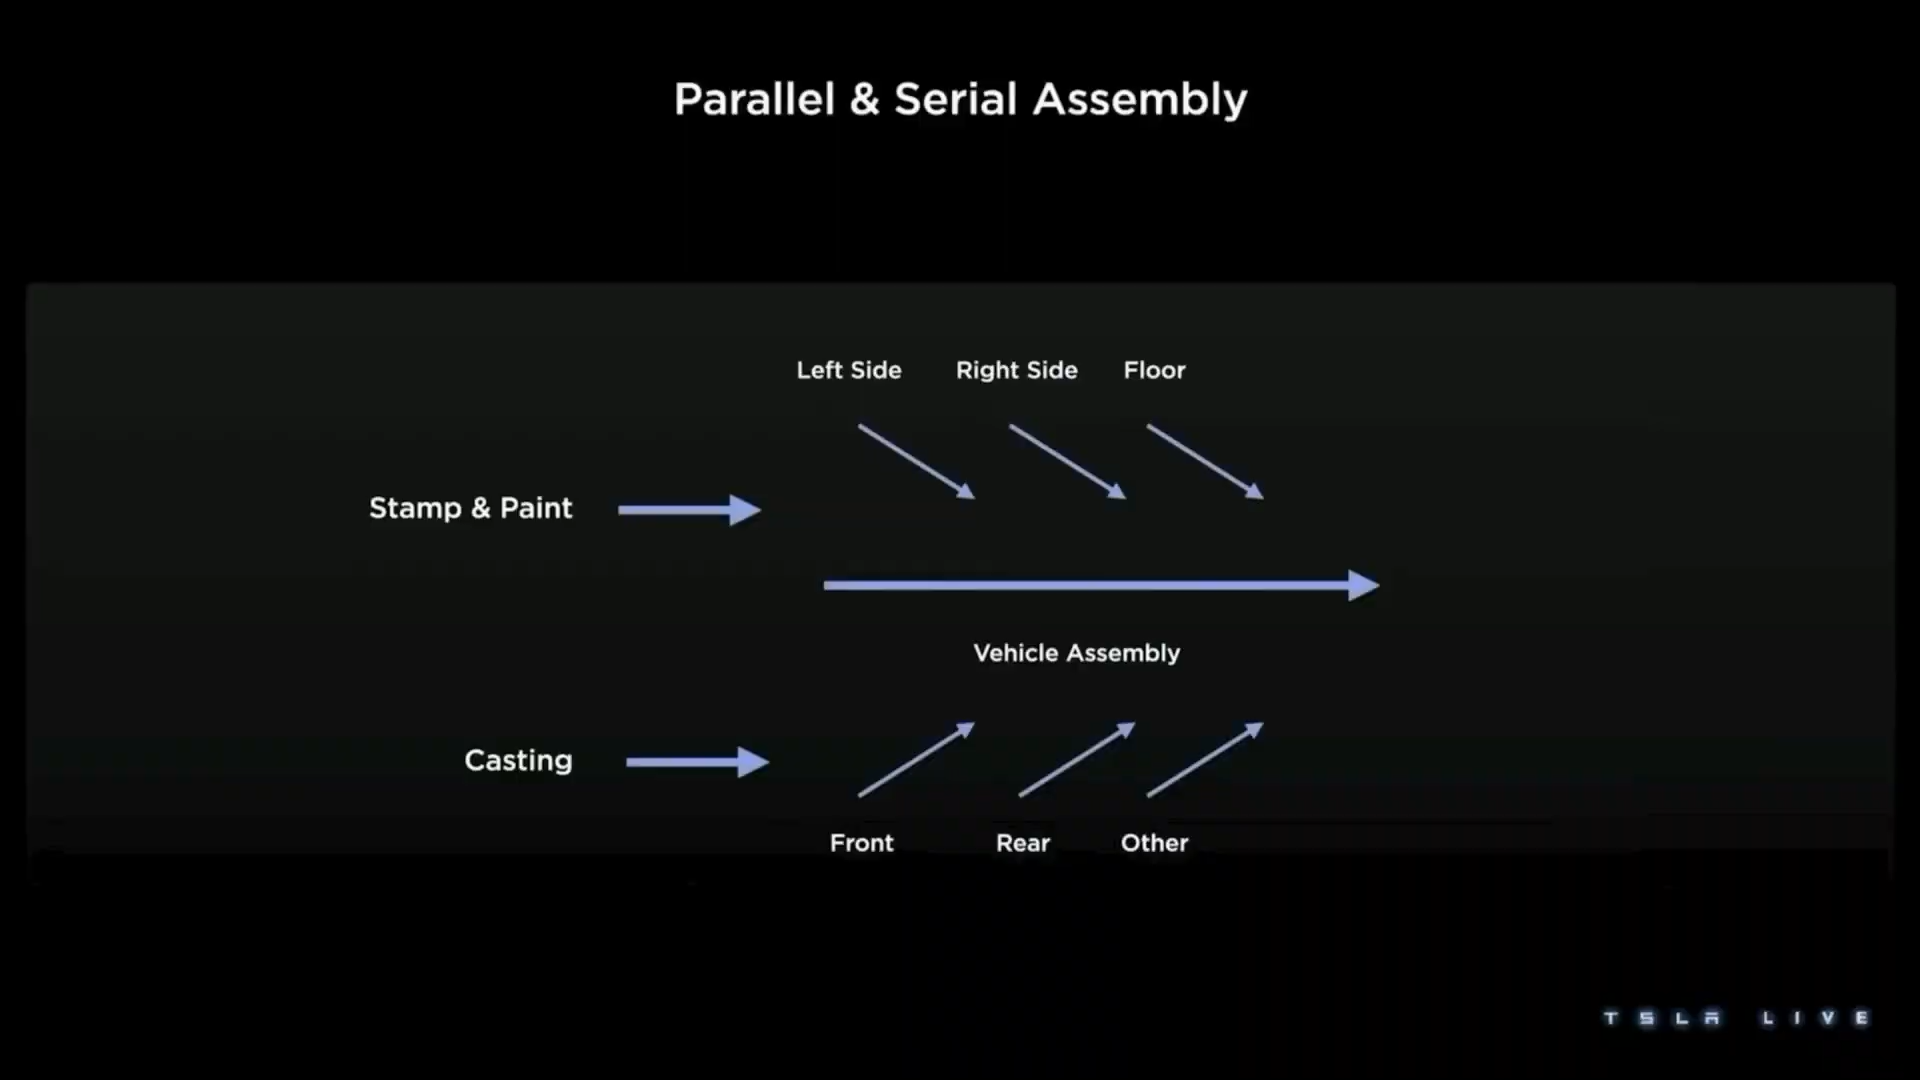 Parallel & Serial Assembly
Left Side Right Side Floor
Stamp & Paint
Vehicle Assembly
Casting
Front Rear Other
TSLA LIVE